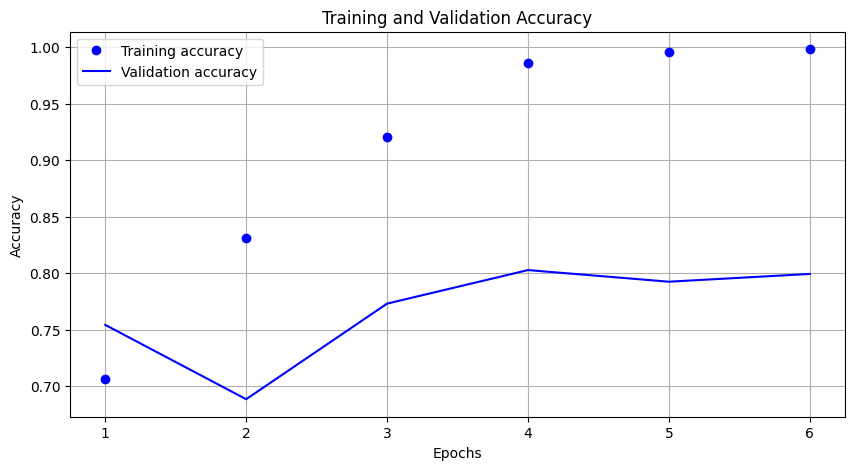 Training and Validation Accuracy
Training accuracy
Validation accuracy
1.00
0.95
0.90
0.85
0.80
0.75
0.70
Accuracy
1 2 3 4 5 6
Epochs